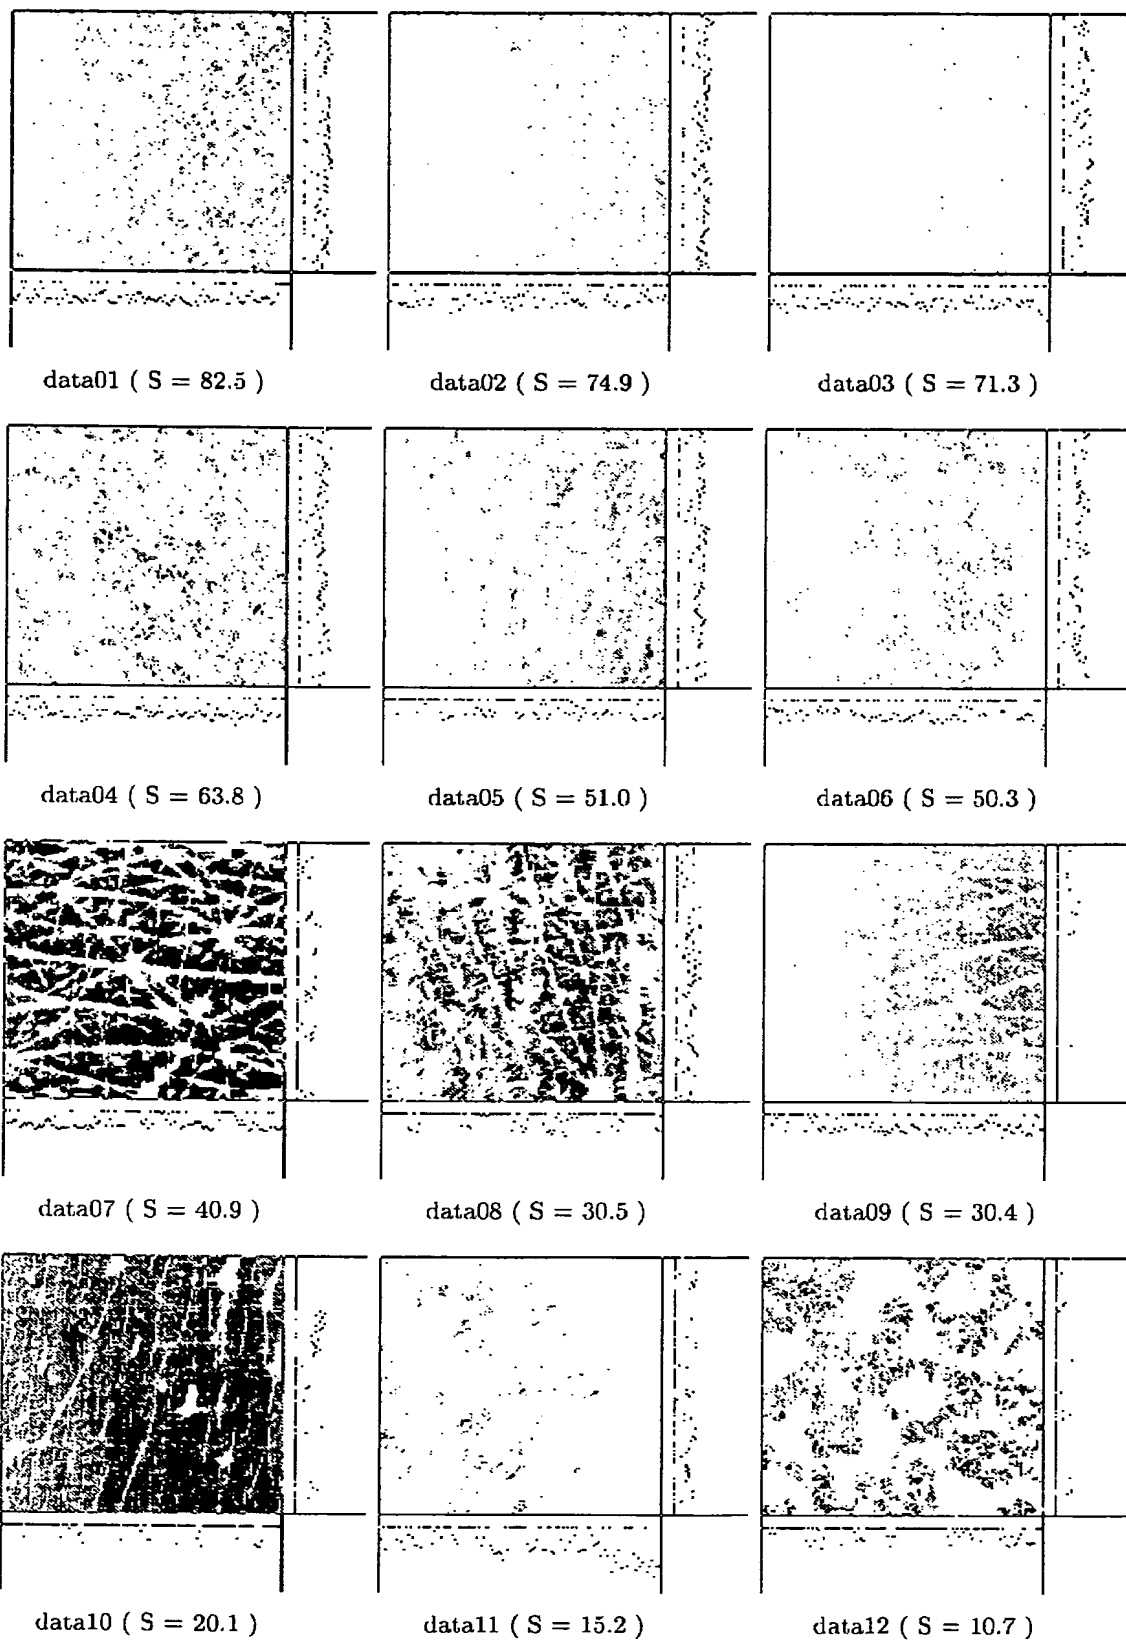 data01 ( S = 82.5 )
data02 ( S = 74.9 )
data03 ( S = 71.3 )
data04 ( S = 63.8 )
data05 ( S = 51.0 )
data06 ( S = 50.3 )
data07 ( S = 40.9 )
data08 ( S = 30.5 )
data09 ( S = 30.4 )
data10 ( S = 20.1 )
data11 ( S = 15.2 )
data12 ( S = 10.7 )